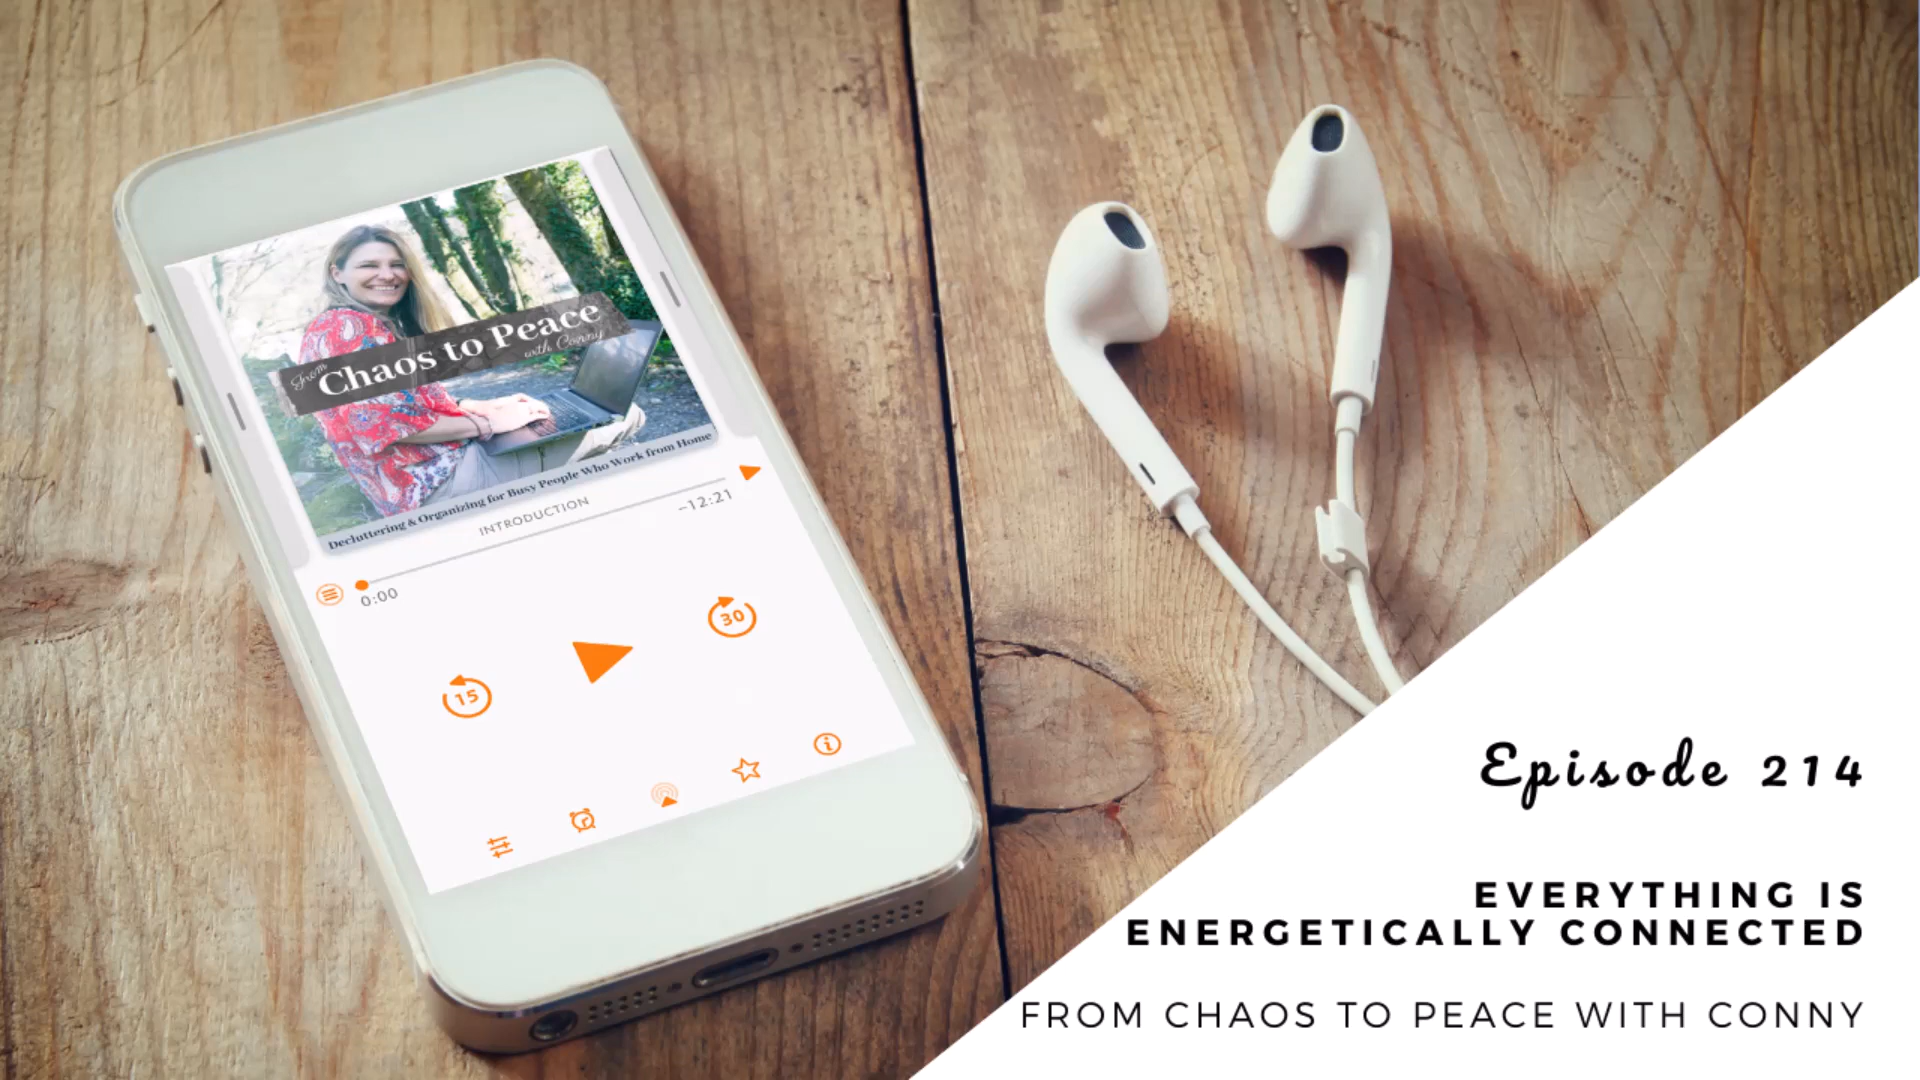 From
Chaos to Peace
with Conny
Decluttering & Organizing for Busy People Who Work from Home
INTRODUCTION
0:00
-12:21
15
30
Episode 214
EVERYTHING IS
ENERGETICALLY CONNECTED
FROM CHAOS TO PEACE WITH CONNY